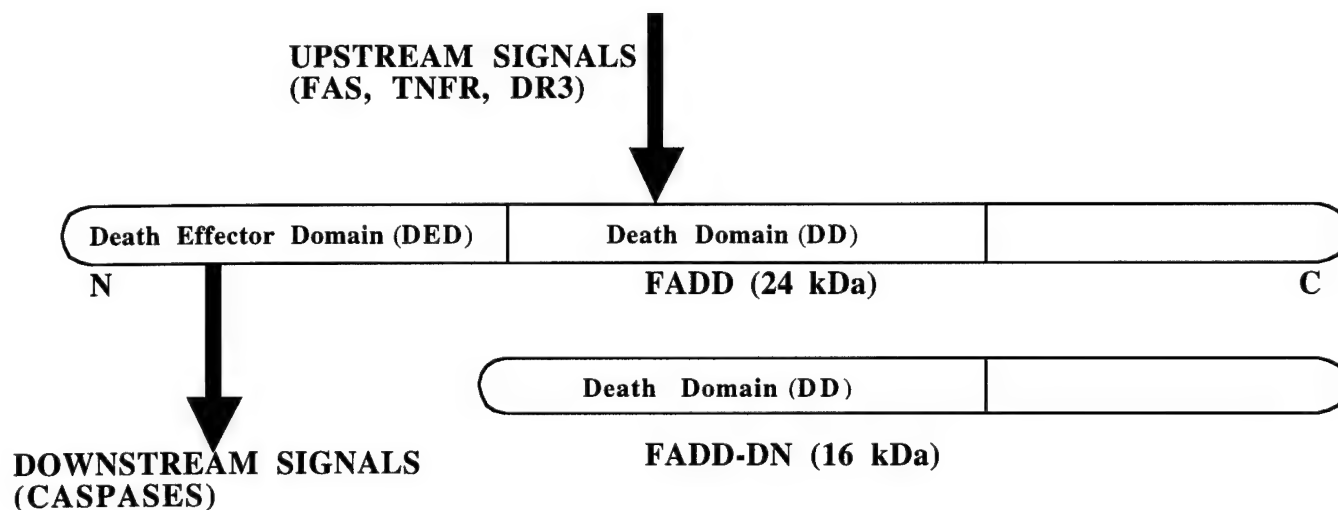 UPSTREAM SIGNALS
(FAS, TNFR, DR3)
Death Effector Domain (DED)
Death Domain (DD)
N
FADD (24 kDa)
C
Death Domain (DD)
FADD-DN (16 kDa)
DOWNSTREAM SIGNALS
(CASPASES)